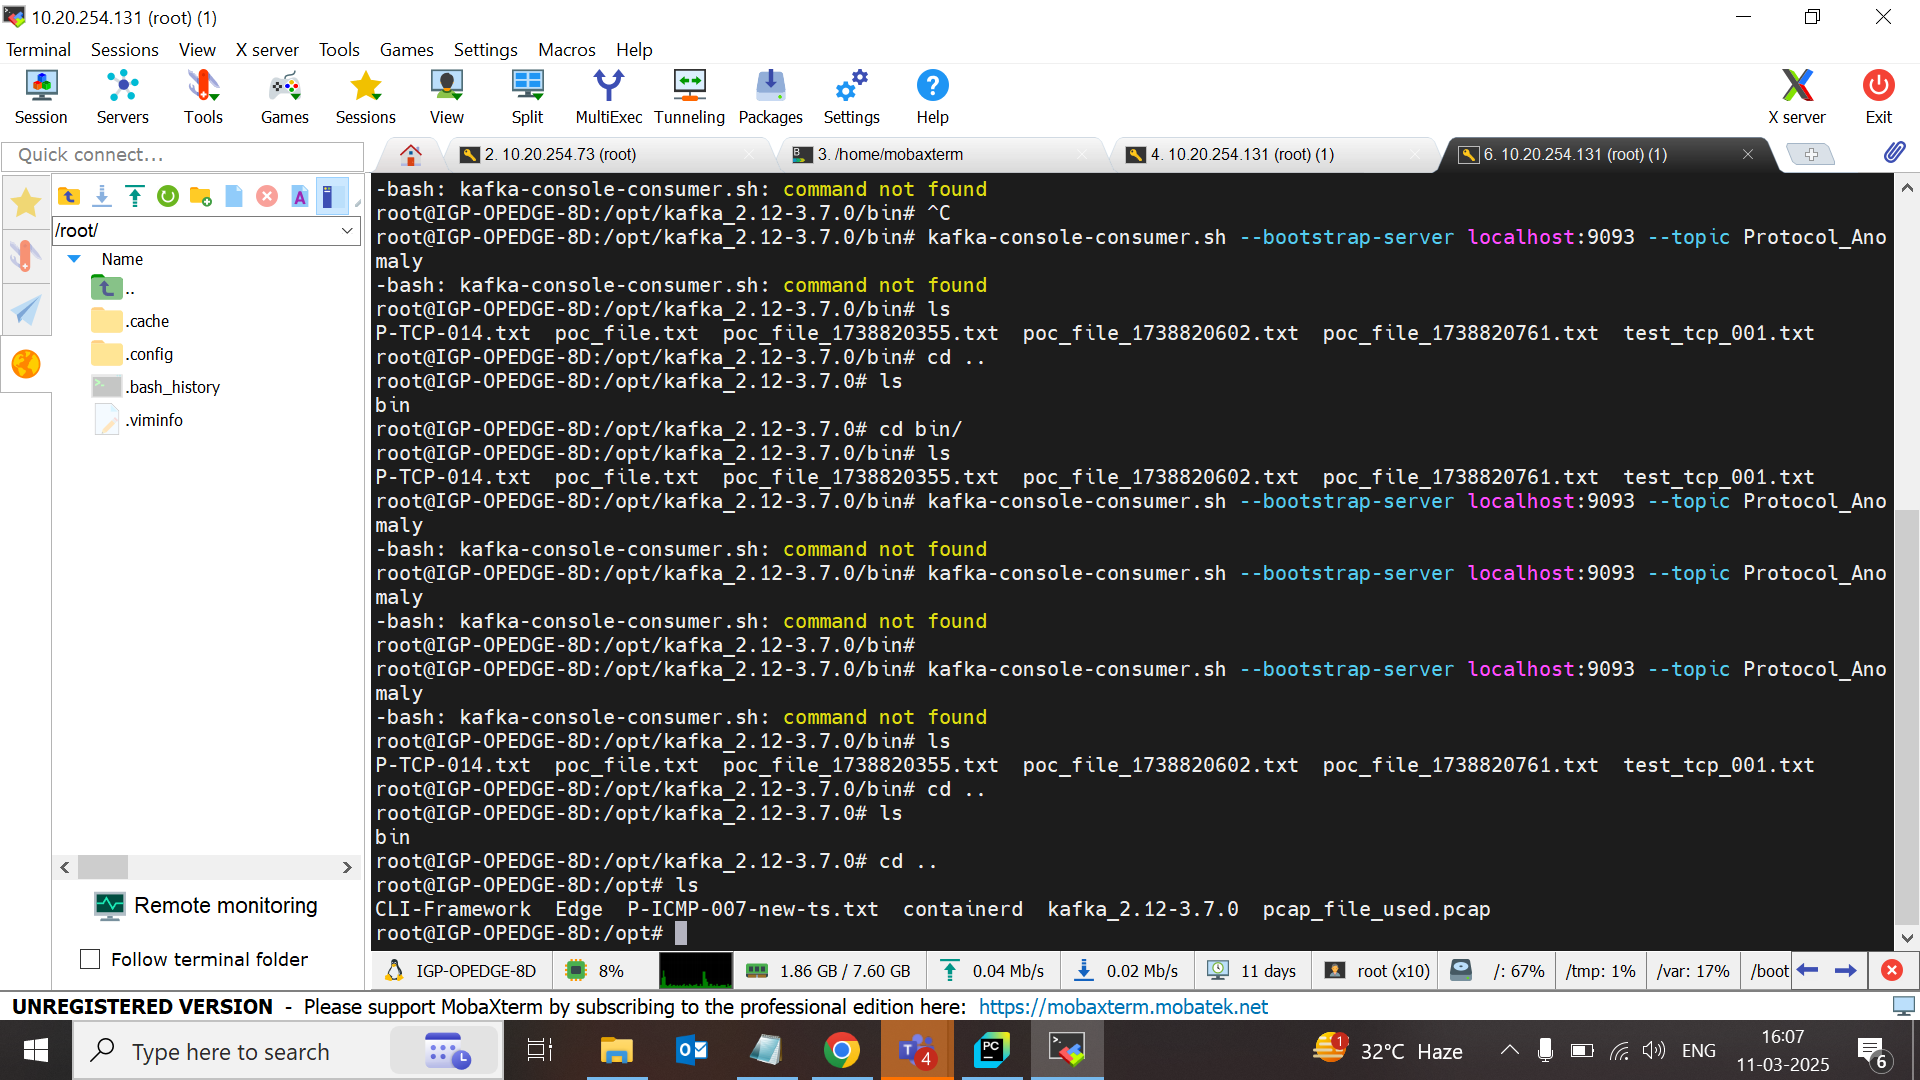 10.20.254.131 (root) (1)
Terminal Sessions View X server Tools Games Settings Macros Help
Session Servers Tools Games Sessions View Split MultiExec Tunneling Packages Settings Help X server Exit
Quick connect...
2. 10.20.254.73 (root)
3. /home/mobaxterm
4. 10.20.254.131 (root) (1)
6. 10.20.254.131 (root) (1)
/root/
Name
..
.cache
.config
.bash_history
.viminfo
Remote monitoring
Follow terminal folder
-bash: kafka-console-consumer.sh: command not found
root@IGP-OPEDGE-8D:/opt/kafka_2.12-3.7.0/bin# ^C
root@IGP-OPEDGE-8D:/opt/kafka_2.12-3.7.0/bin# kafka-console-consumer.sh --bootstrap-server localhost:9093 --topic Protocol_Ano
maly
-bash: kafka-console-consumer.sh: command not found
root@IGP-OPEDGE-8D:/opt/kafka_2.12-3.7.0/bin# ls
P-TCP-014.txt poc_file.txt poc_file_1738820355.txt poc_file_1738820602.txt poc_file_1738820761.txt test_tcp_001.txt
root@IGP-OPEDGE-8D:/opt/kafka_2.12-3.7.0/bin# cd ..
root@IGP-OPEDGE-8D:/opt/kafka_2.12-3.7.0# ls
bin
root@IGP-OPEDGE-8D:/opt/kafka_2.12-3.7.0# cd bin/
root@IGP-OPEDGE-8D:/opt/kafka_2.12-3.7.0/bin# ls
P-TCP-014.txt poc_file.txt poc_file_1738820355.txt poc_file_1738820602.txt poc_file_1738820761.txt test_tcp_001.txt
root@IGP-OPEDGE-8D:/opt/kafka_2.12-3.7.0/bin# kafka-console-consumer.sh --bootstrap-server localhost:9093 --topic Protocol_Ano
maly
-bash: kafka-console-consumer.sh: command not found
root@IGP-OPEDGE-8D:/opt/kafka_2.12-3.7.0/bin# kafka-console-consumer.sh --bootstrap-server localhost:9093 --topic Protocol_Ano
maly
-bash: kafka-console-consumer.sh: command not found
root@IGP-OPEDGE-8D:/opt/kafka_2.12-3.7.0/bin#
root@IGP-OPEDGE-8D:/opt/kafka_2.12-3.7.0/bin# kafka-console-consumer.sh --bootstrap-server localhost:9093 --topic Protocol_Ano
maly
-bash: kafka-console-consumer.sh: command not found
root@IGP-OPEDGE-8D:/opt/kafka_2.12-3.7.0/bin# ls
P-TCP-014.txt poc_file.txt poc_file_1738820355.txt poc_file_1738820602.txt poc_file_1738820761.txt test_tcp_001.txt
root@IGP-OPEDGE-8D:/opt/kafka_2.12-3.7.0/bin# cd ..
root@IGP-OPEDGE-8D:/opt/kafka_2.12-3.7.0# ls
bin
root@IGP-OPEDGE-8D:/opt/kafka_2.12-3.7.0# cd ..
root@IGP-OPEDGE-8D:/opt# ls
CLI-Framework Edge P-ICMP-007-new-ts.txt containerd kafka_2.12-3.7.0 pcap_file_used.pcap
root@IGP-OPEDGE-8D:/opt#
IGP-OPEDGE-8D 8% 1.86 GB / 7.60 GB 0.04 Mb/s 0.02 Mb/s 11 days root (x10) /: 67% /tmp: 1% /var: 17% /boot
UNREGISTERED VERSION - Please support MobaXterm by subscribing to the professional edition here: https://mobaxterm.mobatek.net
Type here to search
4
PC
1
32°C Haze
ENG
16:07
11-03-2025
6